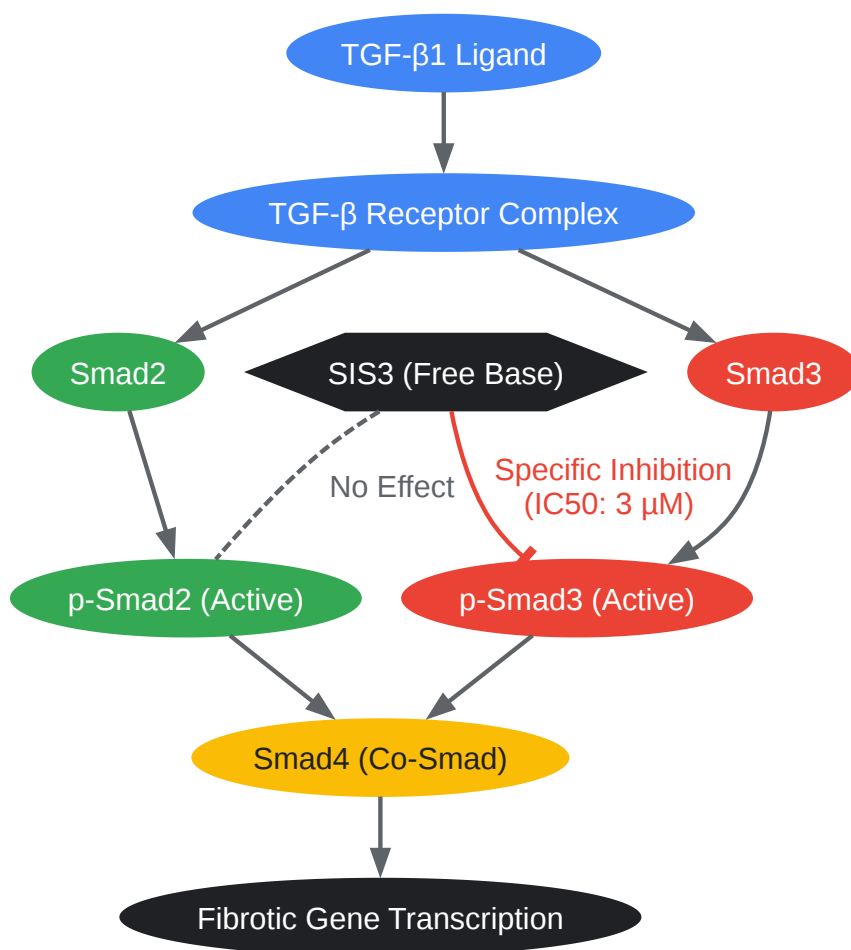 TGF-β1 Ligand
TGF-β Receptor Complex
Smad2
SIS3 (Free Base)
Smad3
No Effect
Specific Inhibition
(IC50: 3 µM)
p-Smad2 (Active)
p-Smad3 (Active)
Smad4 (Co-Smad)
Fibrotic Gene Transcription